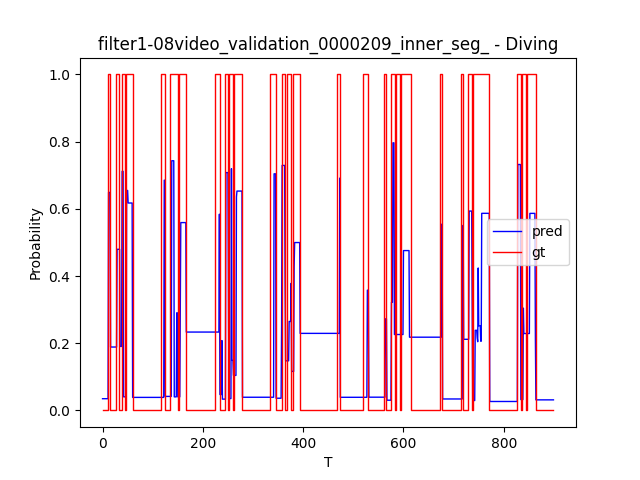 filter1-08video_validation_0000209_inner_seg_ - Diving
1.0
0.8
0.6
0.4
0.2
0.0
Probability
pred
gt
0 200 400 600 800
T